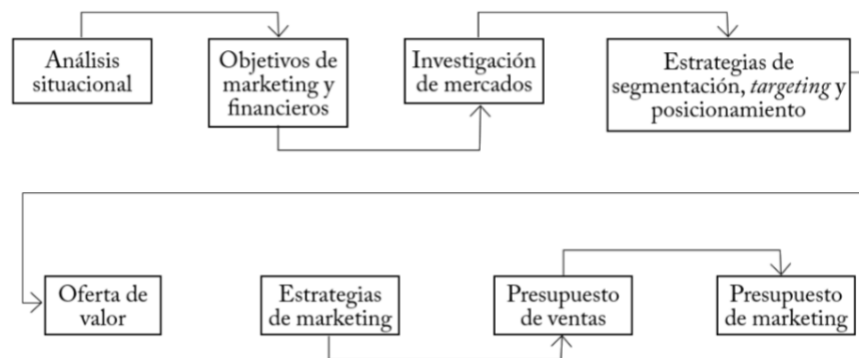 Análisis
situacional
Objetivos de
marketing y
financieros
Investigación
de mercados
Estrategias de
segmentación, targeting y
posicionamiento
Oferta de
valor
Estrategias
de marketing
Presupuesto
de ventas
Presupuesto
de marketing